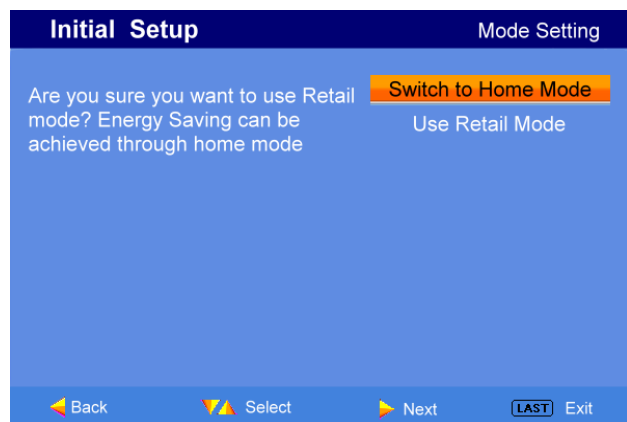 Initial Setup
Mode Setting
Are you sure you want to use Retail
mode? Energy Saving can be
achieved through home mode
Switch to Home Mode
Use Retail Mode
Back Select Next LAST Exit